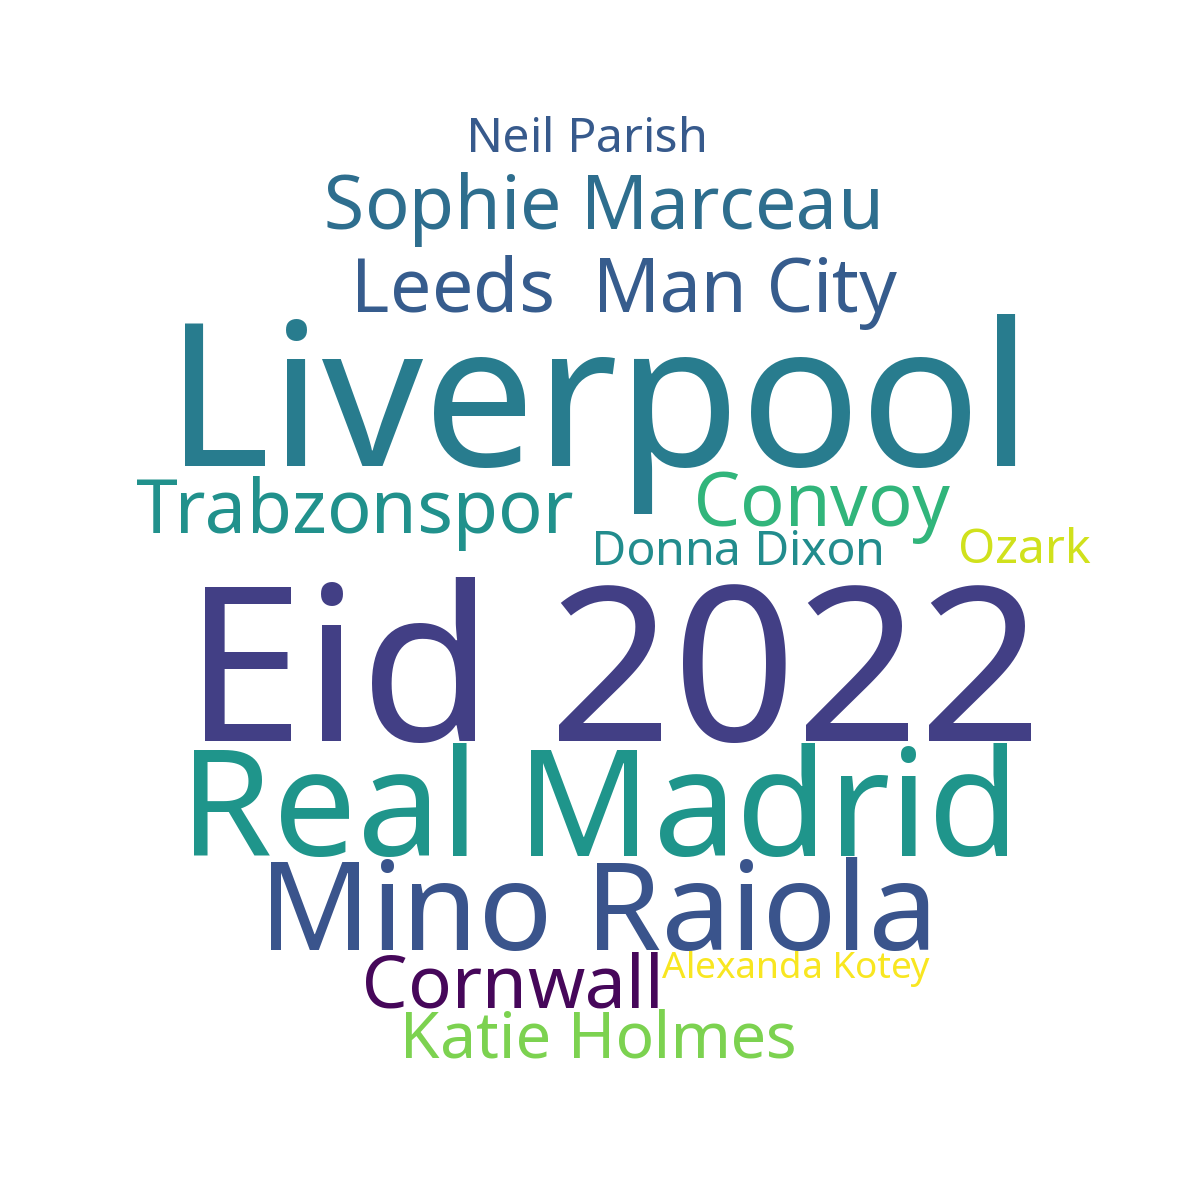 Neil Parish
Sophie Marceau
Leeds  Man City
Liverpool
Trabzonspor
Convoy
Donna Dixon
Ozark
Eid 2022
Real Madrid
Mino Raiola
Cornwall
Alexanda Kotey
Katie Holmes